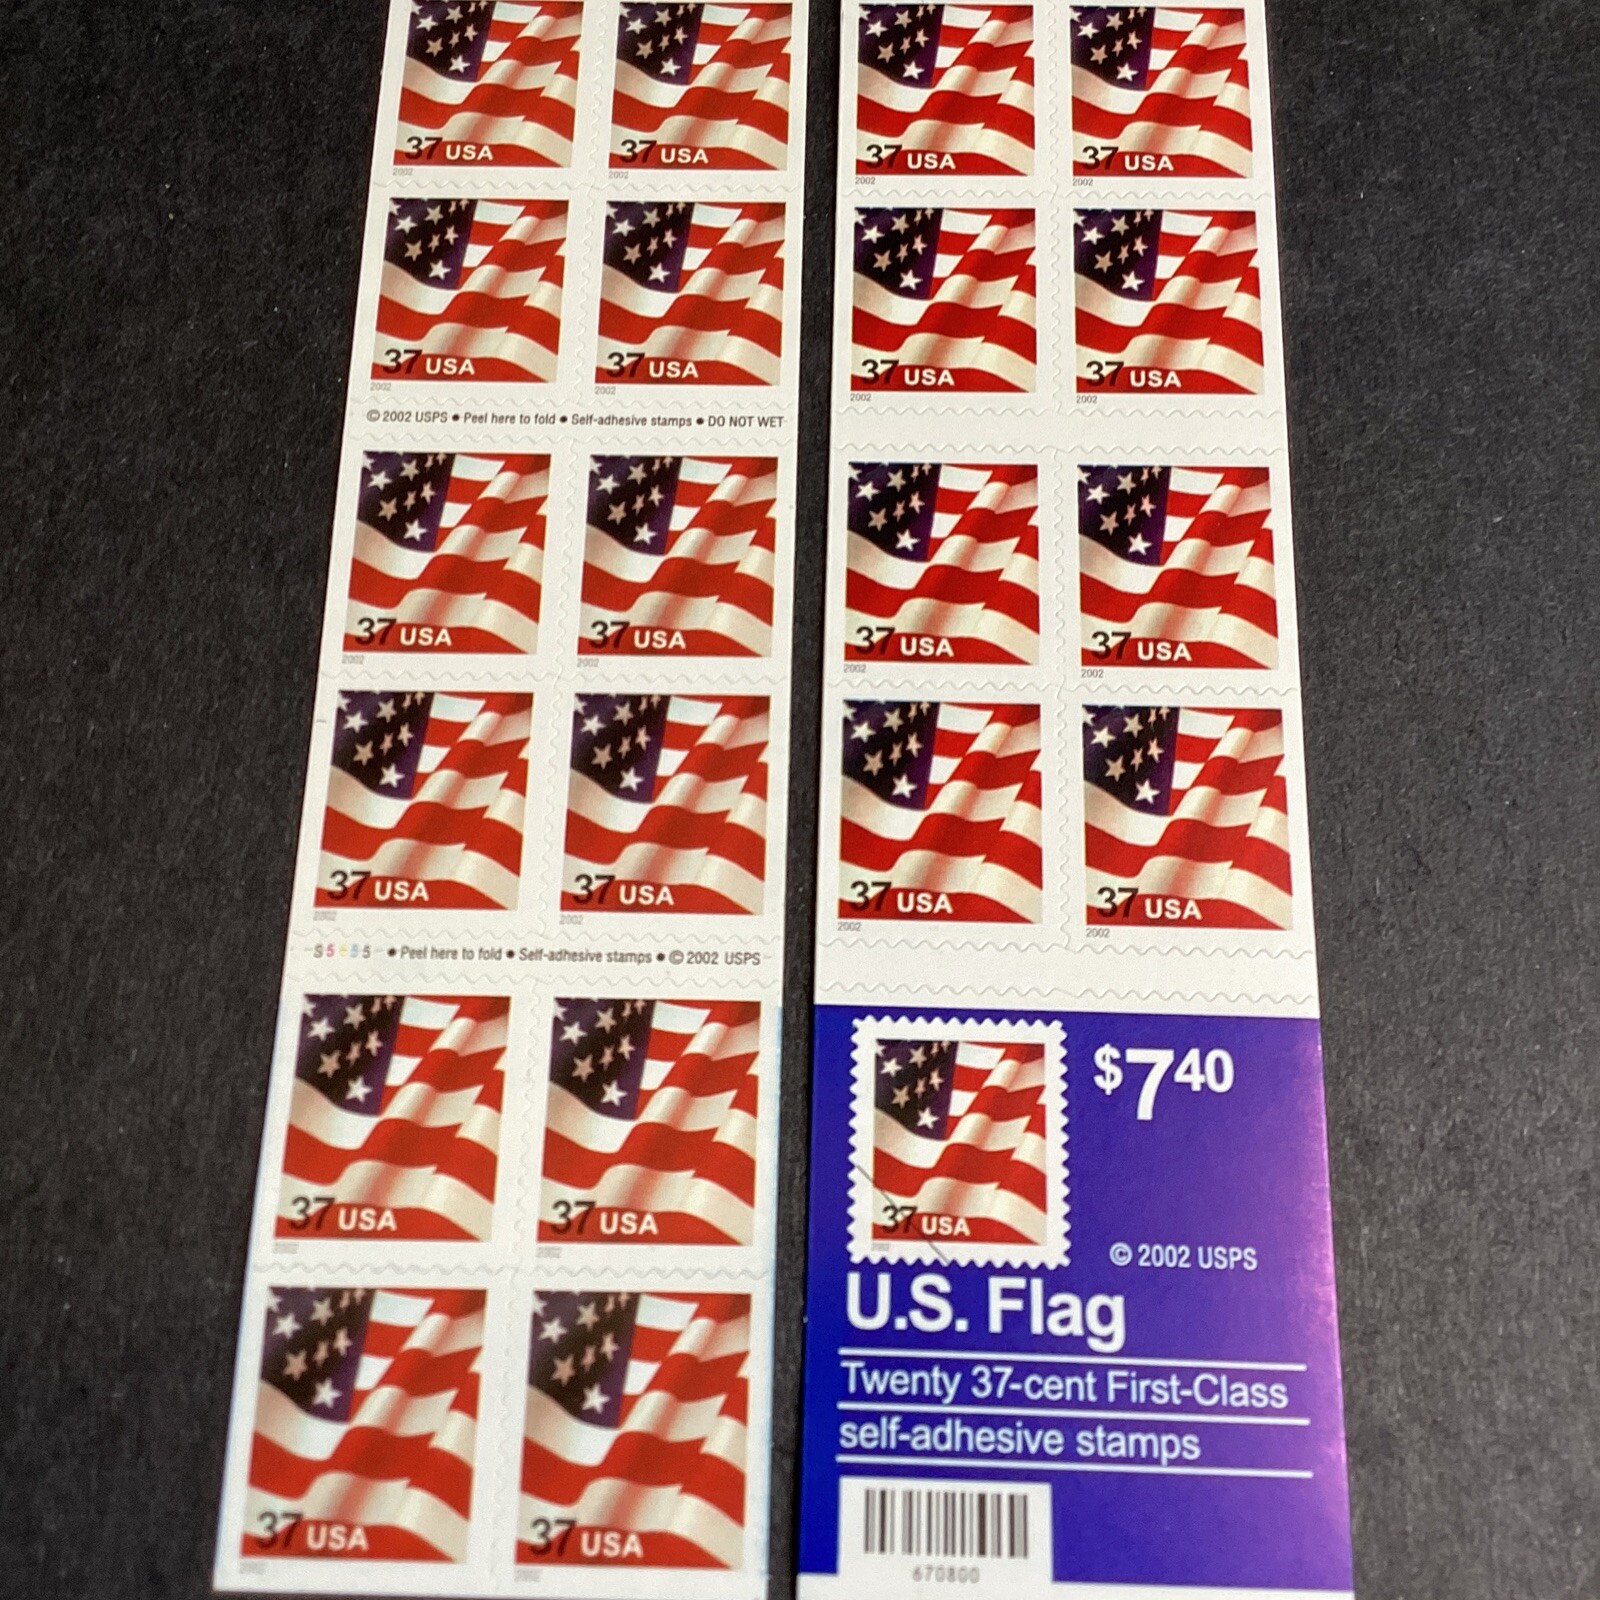 37 USA 37 USA
2002 2002
37 USA 37 USA
2002 2002
© 2002 USPS ● Peel here to fold ● Self-adhesive stamps ● DO NOT WET
37 USA 37 USA
2002 2002
37 USA 37 USA
2002 2002
● Peel here to fold ● Self-adhesive stamps ● © 2002 USPS
37 USA 37 USA
2002 2002
37 USA 37 USA
2002 2002
37 USA 37 USA
2002 2002
37 USA 37 USA
2002 2002
37 USA 37 USA
2002 2002
37 USA 37 USA
2002 2002
$7.40
37 USA
2002
© 2002 USPS
U.S. Flag
Twenty 37-cent First-Class
self-adhesive stamps
670800